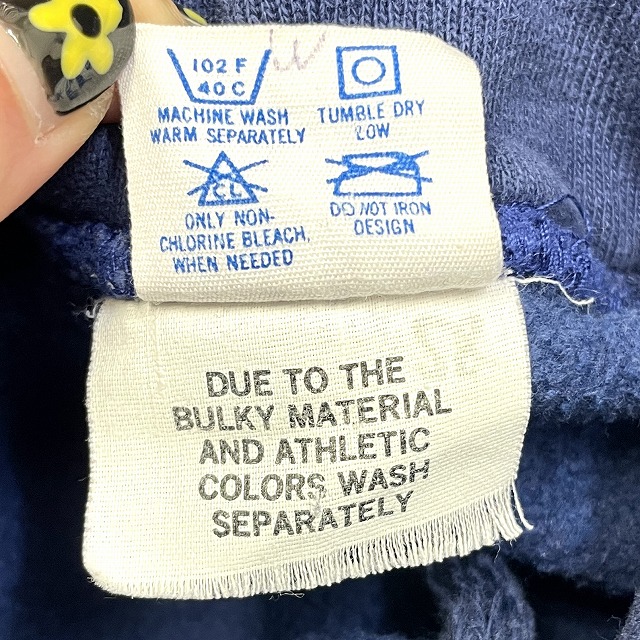 102 F
40 C
MACHINE WASH
WARM SEPARATELY
TUMBLE DRY
LOW
CL
ONLY NON-
CHLORINE BLEACH,
WHEN NEEDED
DO NOT IRON
DESIGN
DUE TO THE
BULKY MATERIAL
AND ATHLETIC
COLORS WASH
SEPARATELY